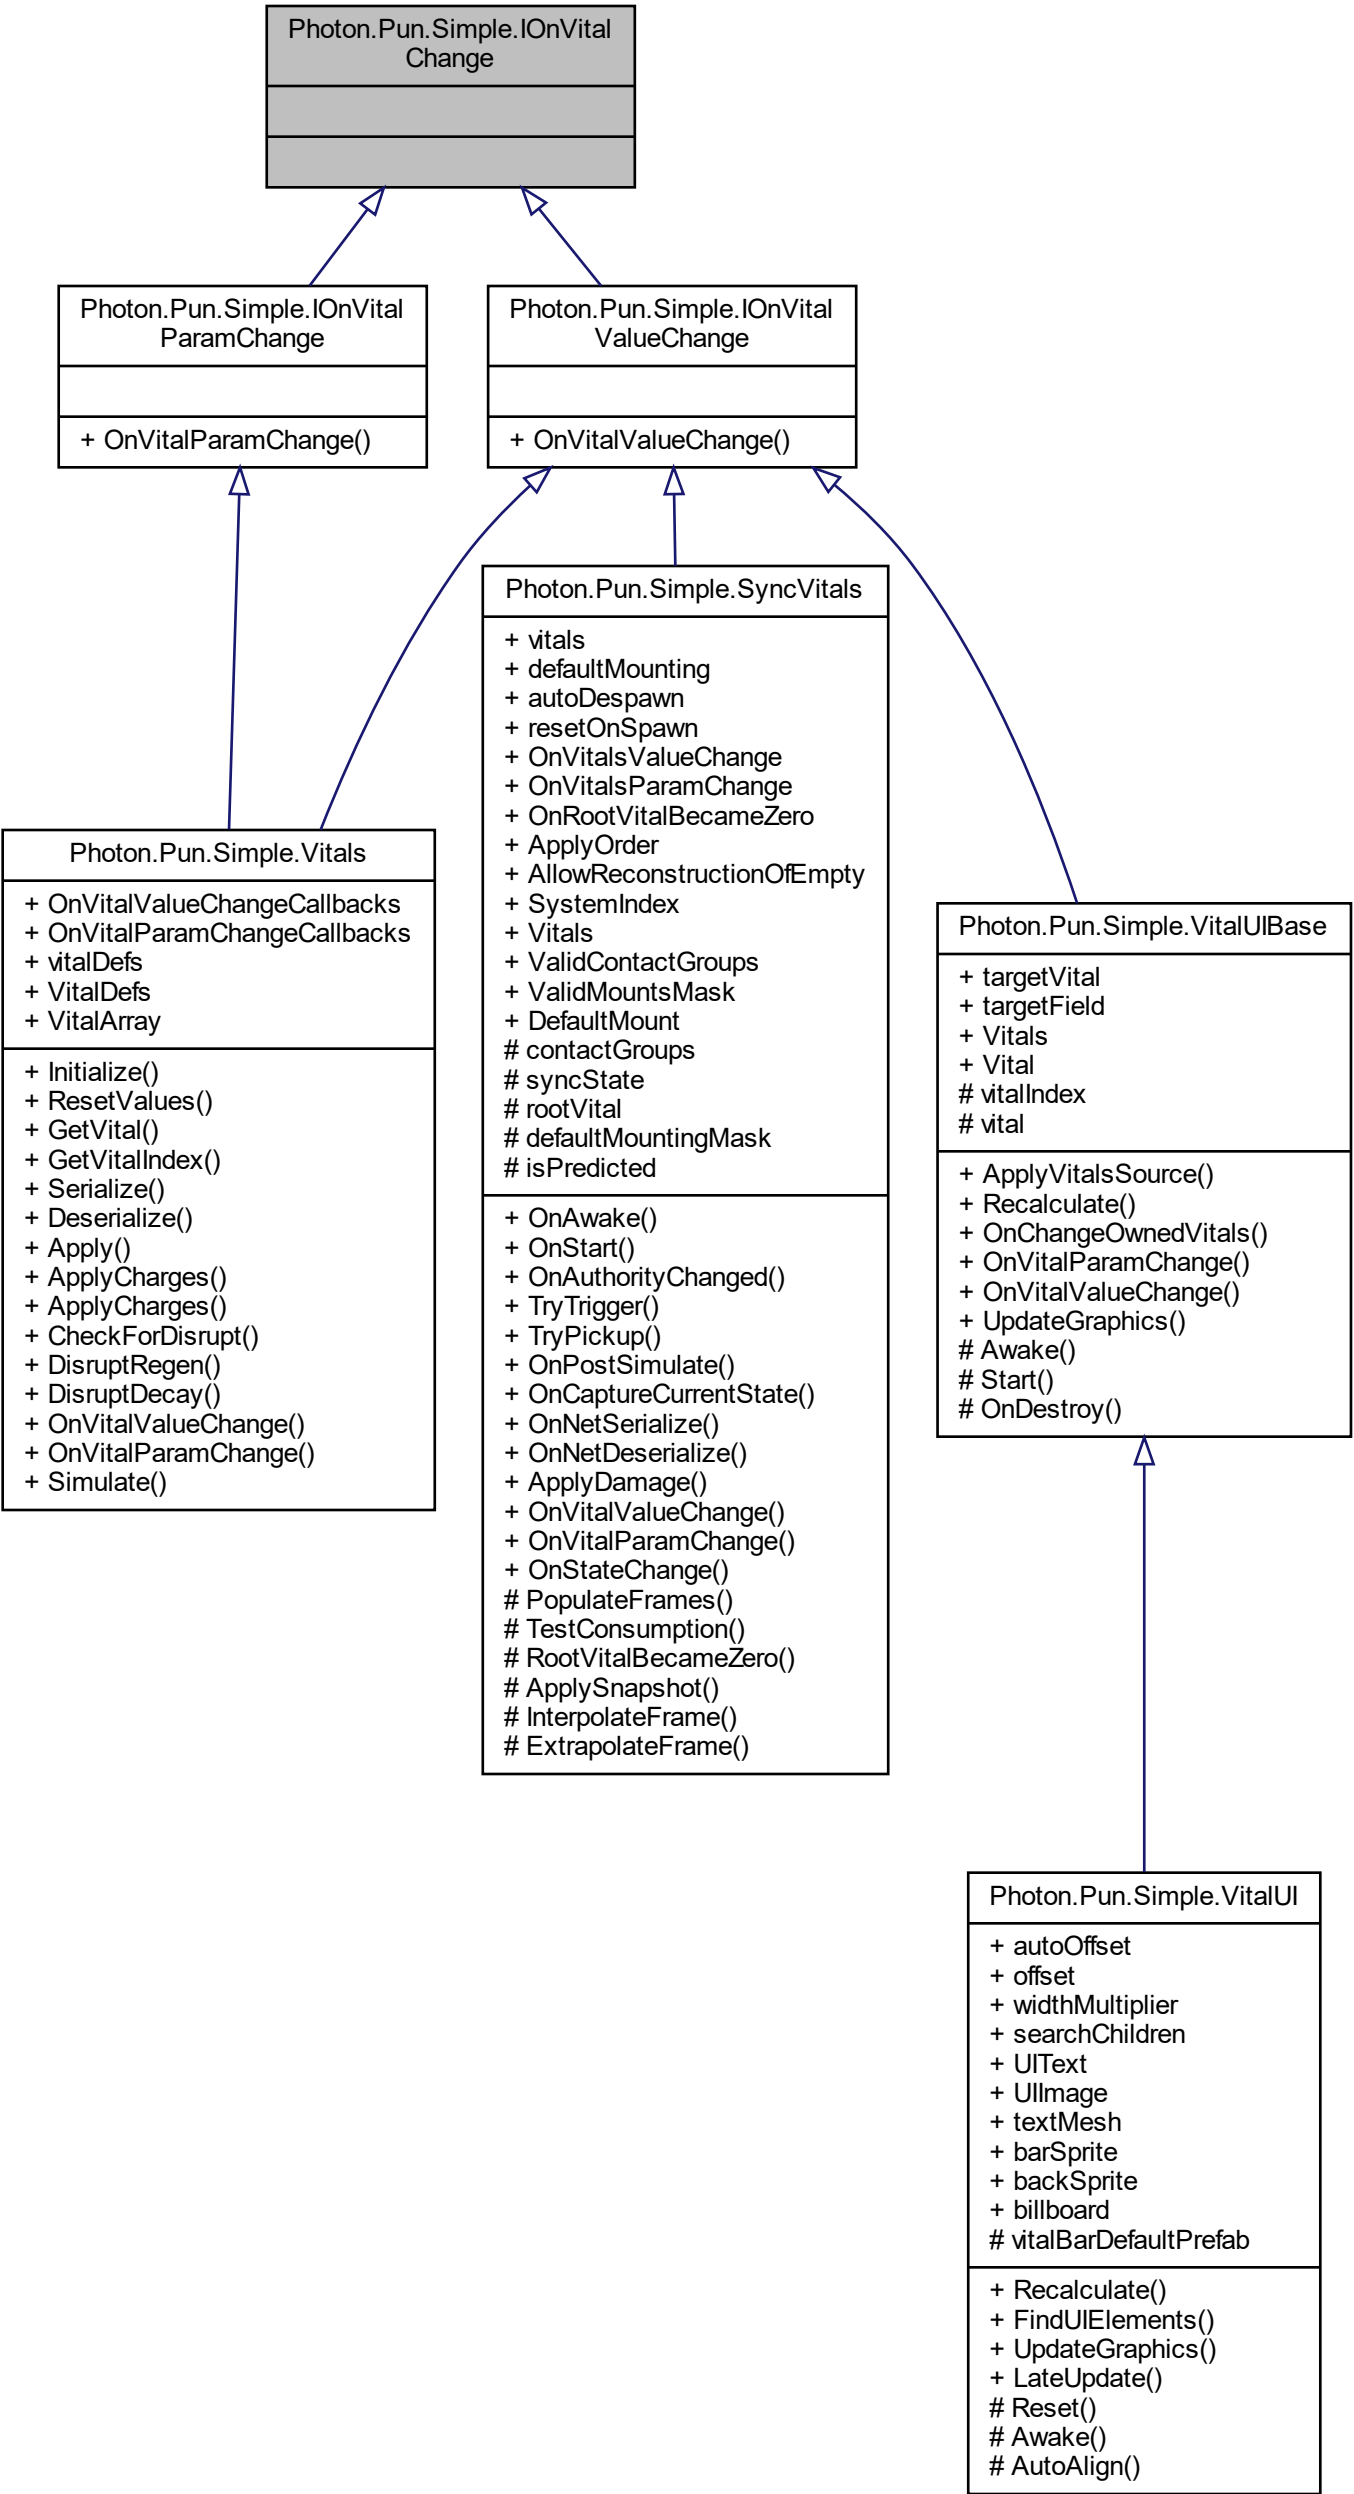 Photon.Pun.Simple.IOnVital
Change
Photon.Pun.Simple.IOnVital
ParamChange
+ OnVitalParamChange()
Photon.Pun.Simple.IOnVital
ValueChange
+ OnVitalValueChange()
Photon.Pun.Simple.Vitals
+ OnVitalValueChangeCallbacks
+ OnVitalParamChangeCallbacks
+ vitalDefs
+ VitalDefs
+ VitalArray
+ Initialize()
+ ResetValues()
+ GetVital()
+ GetVitalIndex()
+ Serialize()
+ Deserialize()
+ Apply()
+ ApplyCharges()
+ ApplyCharges()
+ CheckForDisrupt()
+ DisruptRegen()
+ DisruptDecay()
+ OnVitalValueChange()
+ OnVitalParamChange()
+ Simulate()
Photon.Pun.Simple.SyncVitals
+ vitals
+ defaultMounting
+ autoDespawn
+ resetOnSpawn
+ OnVitalsValueChange
+ OnVitalsParamChange
+ OnRootVitalBecameZero
+ ApplyOrder
+ AllowReconstructionOfEmpty
+ SystemIndex
+ Vitals
+ ValidContactGroups
+ ValidMountsMask
+ DefaultMount
# contactGroups
# syncState
# rootVital
# defaultMountingMask
# isPredicted
+ OnAwake()
+ OnStart()
+ OnAuthorityChanged()
+ TryTrigger()
+ TryPickup()
+ OnPostSimulate()
+ OnCaptureCurrentState()
+ OnNetSerialize()
+ OnNetDeserialize()
+ ApplyDamage()
+ OnVitalValueChange()
+ OnVitalParamChange()
+ OnStateChange()
# PopulateFrames()
# TestConsumption()
# RootVitalBecameZero()
# ApplySnapshot()
# InterpolateFrame()
# ExtrapolateFrame()
Photon.Pun.Simple.VitalUIBase
+ targetVital
+ targetField
+ Vitals
+ Vital
# vitalIndex
# vital
+ ApplyVitalsSource()
+ Recalculate()
+ OnChangeOwnedVitals()
+ OnVitalParamChange()
+ OnVitalValueChange()
+ UpdateGraphics()
# Awake()
# Start()
# OnDestroy()
Photon.Pun.Simple.VitalUI
+ autoOffset
+ offset
+ widthMultiplier
+ searchChildren
+ UIText
+ UIImage
+ textMesh
+ barSprite
+ backSprite
+ billboard
# vitalBarDefaultPrefab
+ Recalculate()
+ FindUIElements()
+ UpdateGraphics()
+ LateUpdate()
# Reset()
# Awake()
# AutoAlign()